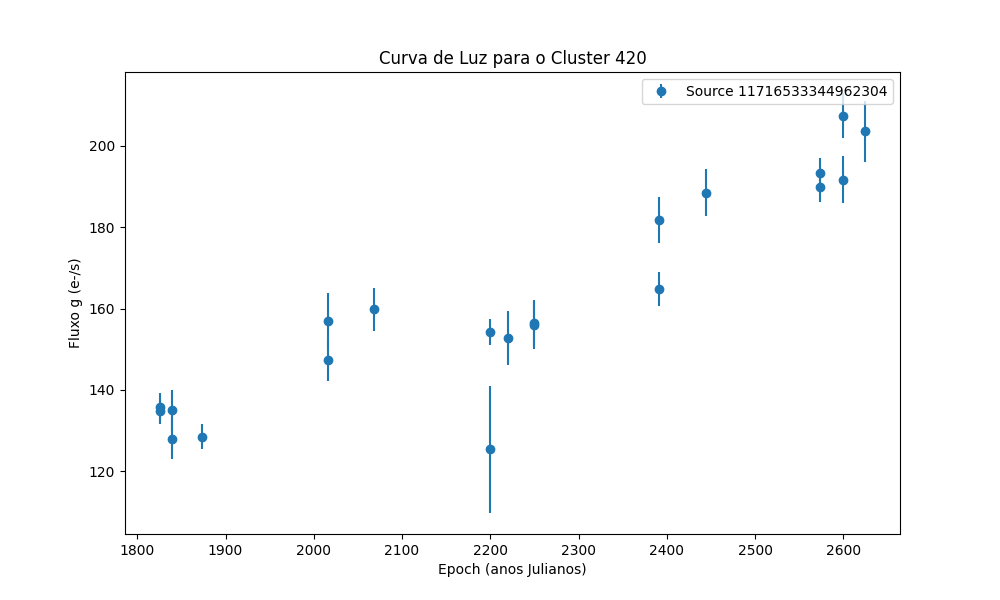 Curva de Luz para o Cluster 420
Source 11716533344962304
Fluxo g (e-/s)
200
180
160
140
120
1800 1900 2000 2100 2200 2300 2400 2500 2600
Epoch (anos Julianos)